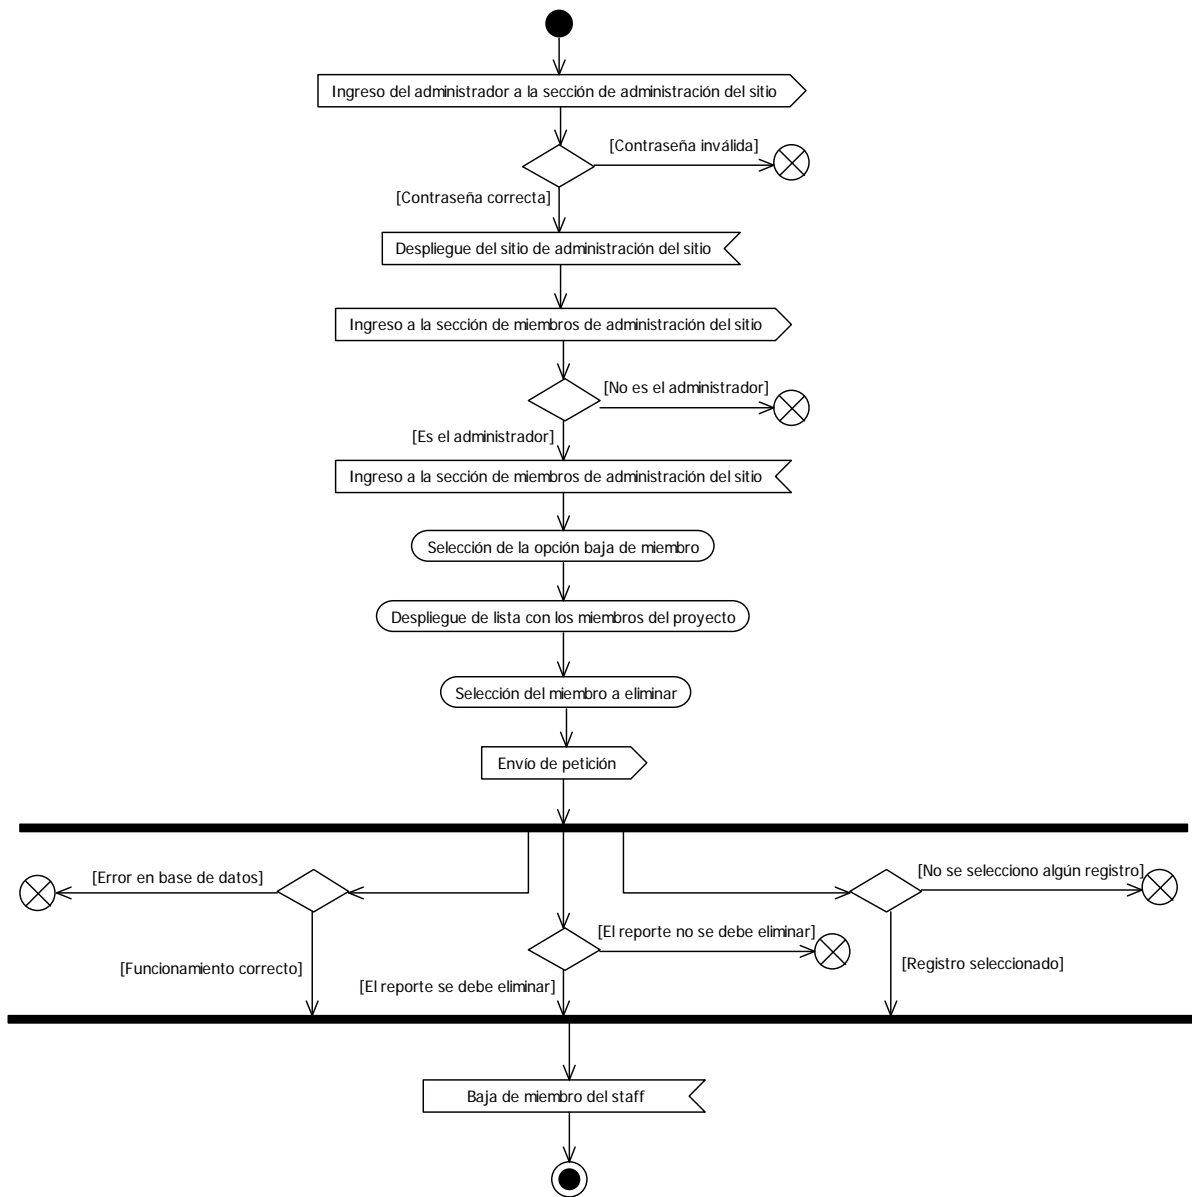 Ingreso del administrador a la sección de administración del sitio
[Contraseña inválida]
[Contraseña correcta]
Despliegue del sitio de administración del sitio
Ingreso a la sección de miembros de administración del sitio
[No es el administrador]
[Es el administrador]
Ingreso a la sección de miembros de administración del sitio
Selección de la opción baja de miembro
Despliegue de lista con los miembros del proyecto
Selección del miembro a eliminar
Envío de petición
[Error en base de datos]
[No se selecciono algún registro]
[El reporte no se debe eliminar]
[Funcionamiento correcto]
[Registro seleccionado]
[El reporte se debe eliminar]
Baja de miembro del staff